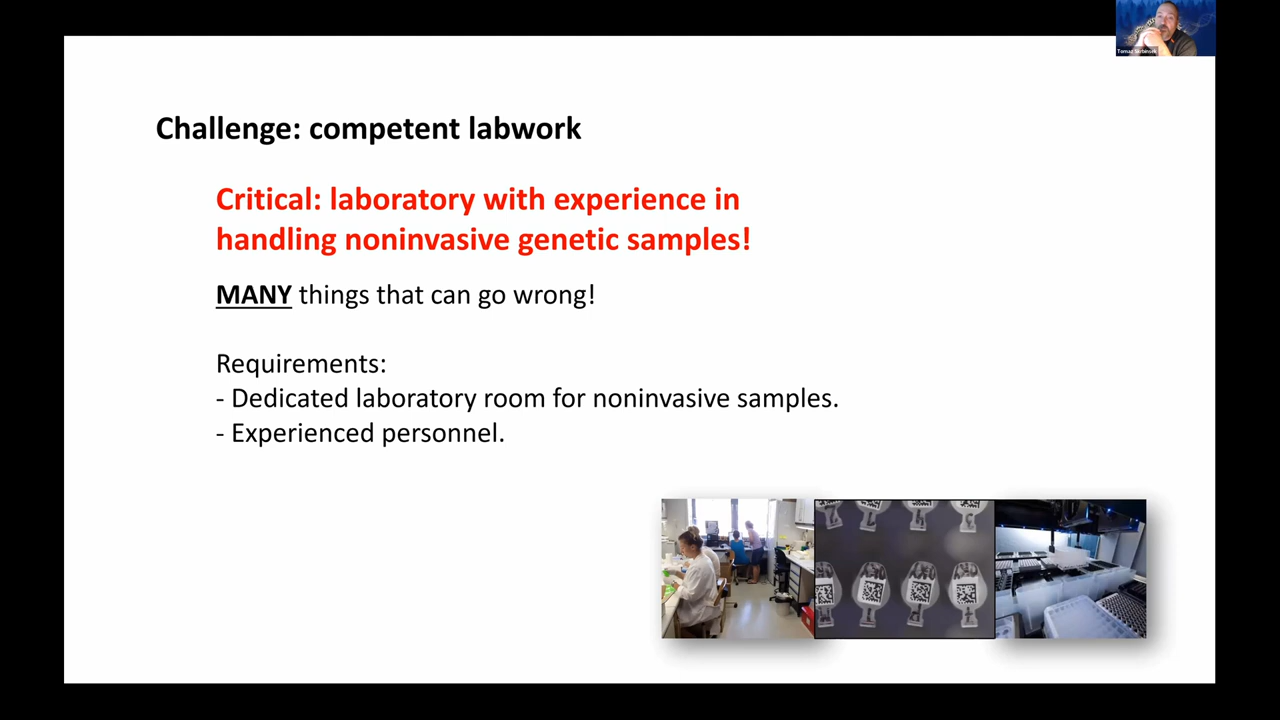 Challenge: competent labwork
Critical: laboratory with experience in
handling noninvasive genetic samples!
MANY things that can go wrong!
Requirements:
- Dedicated laboratory room for noninvasive samples.
- Experienced personnel.